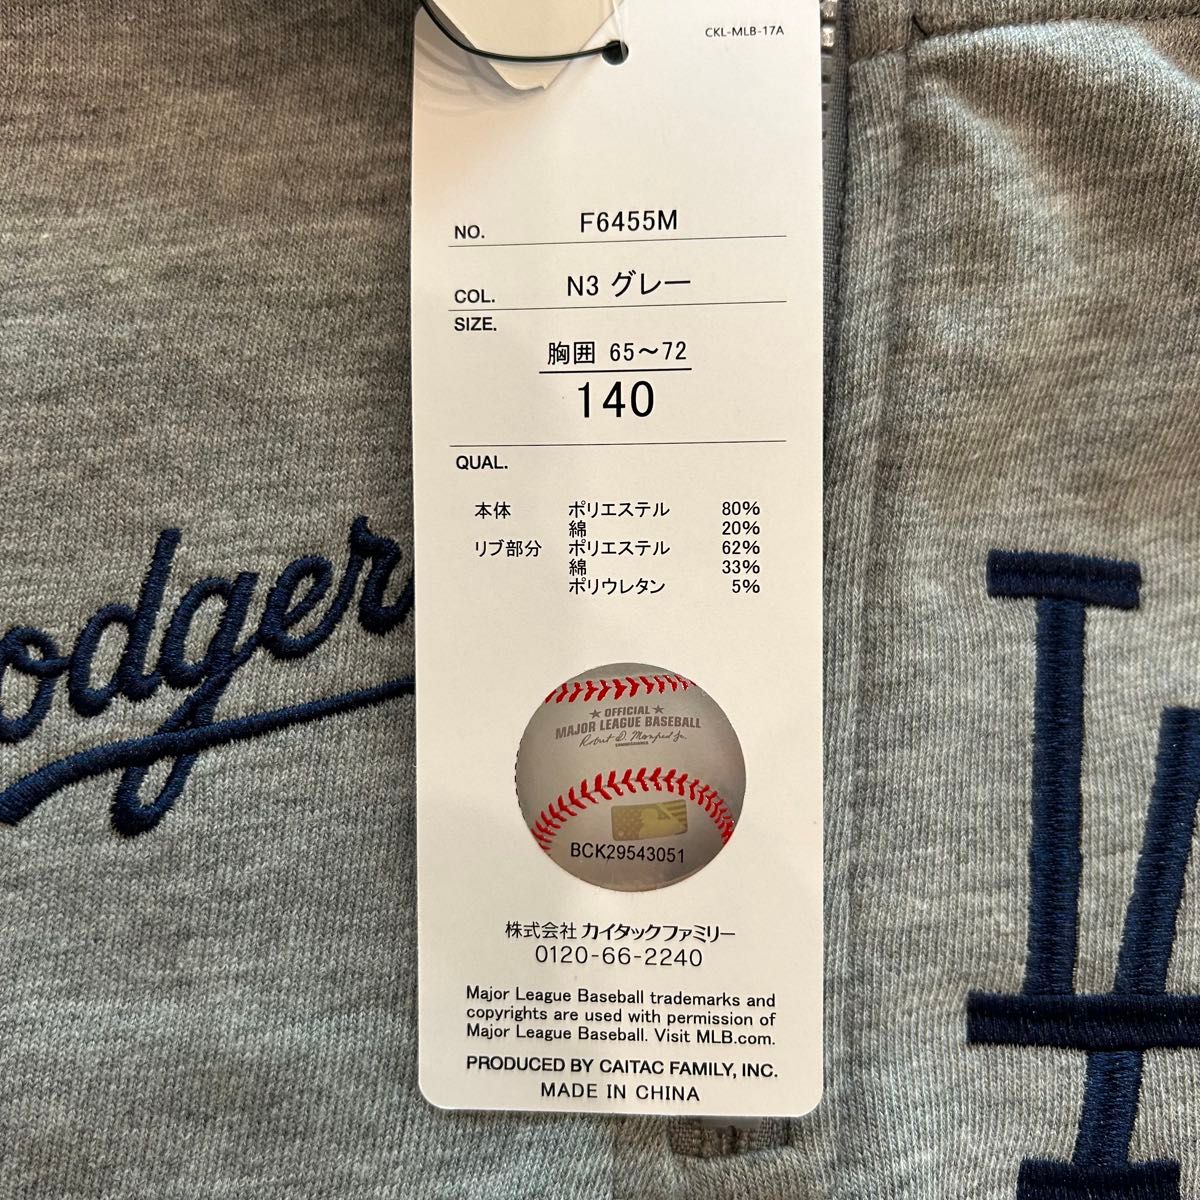 CKL-MLB-17A
NO. F6455M
COL. N3 グレー
SIZE.
胸囲 65～72
140
QUAL.
本体 ポリエステル 80%
綿 20%
リブ部分 ポリエステル 62%
綿 33%
ポリウレタン 5%
odger
LA
★ OFFICIAL ★
MAJOR LEAGUE BASEBALL
Robert D. Manfred Jr.
COMMISSIONER
BCK29543051
株式会社 カイタックファミリー
0120-66-2240
Major League Baseball trademarks and
copyrights are used with permission of
Major League Baseball. Visit MLB.com.
PRODUCED BY CAITAC FAMILY, INC.
MADE IN CHINA